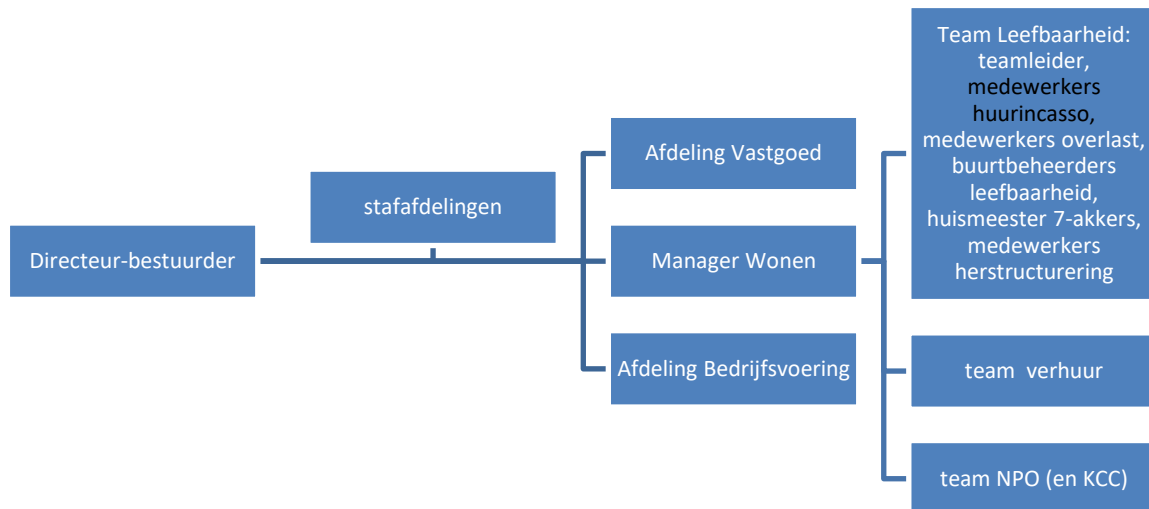 Directeur-bestuurder
stafafdelingen
Afdeling Vastgoed
Manager Wonen
Afdeling Bedrijfsvoering
Team Leefbaarheid:
teamleider,
medewerkers
huurincasso,
medewerkers overlast,
buurtbeheerders
leefbaarheid,
huismeester 7-akkers,
medewerkers
herstructurering
team verhuur
team NPO (en KCC)